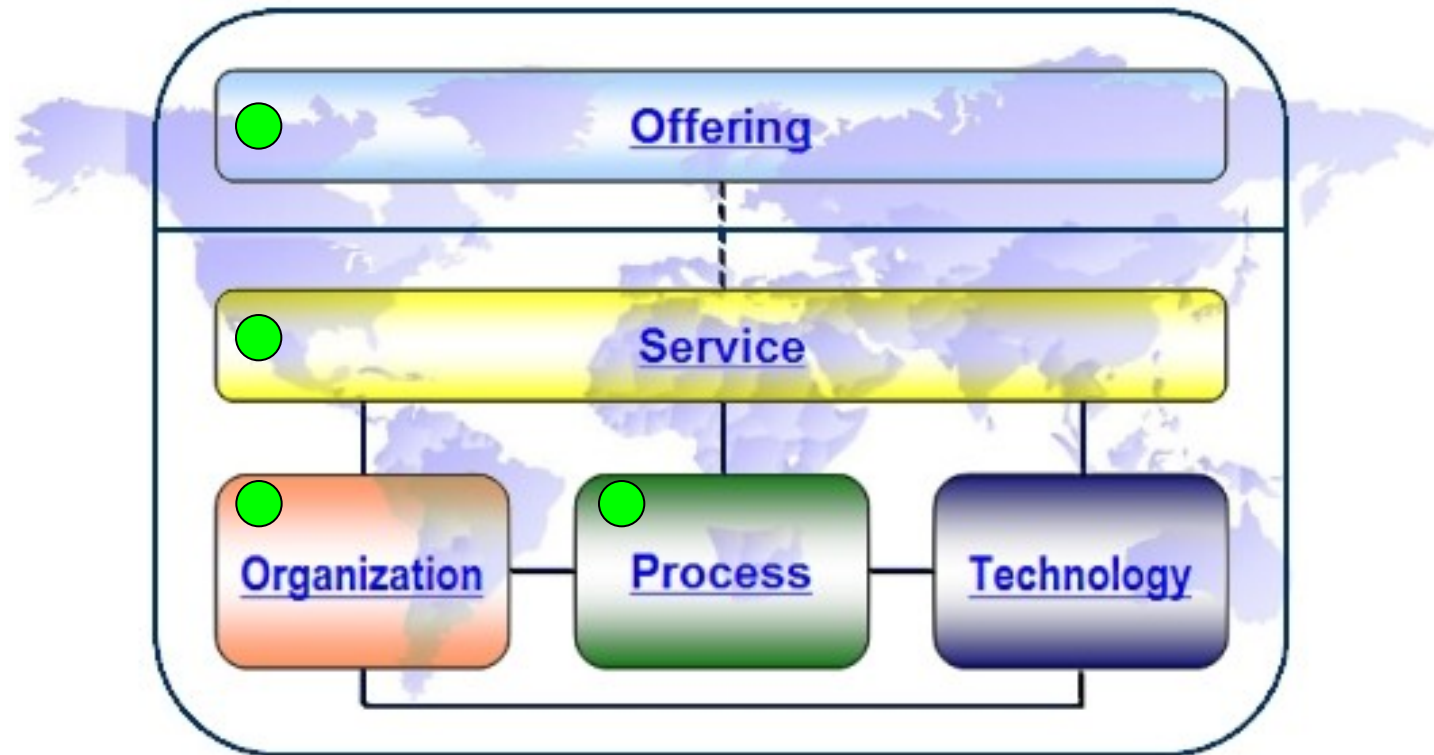 Offering
Service
Organization
Process
Technology